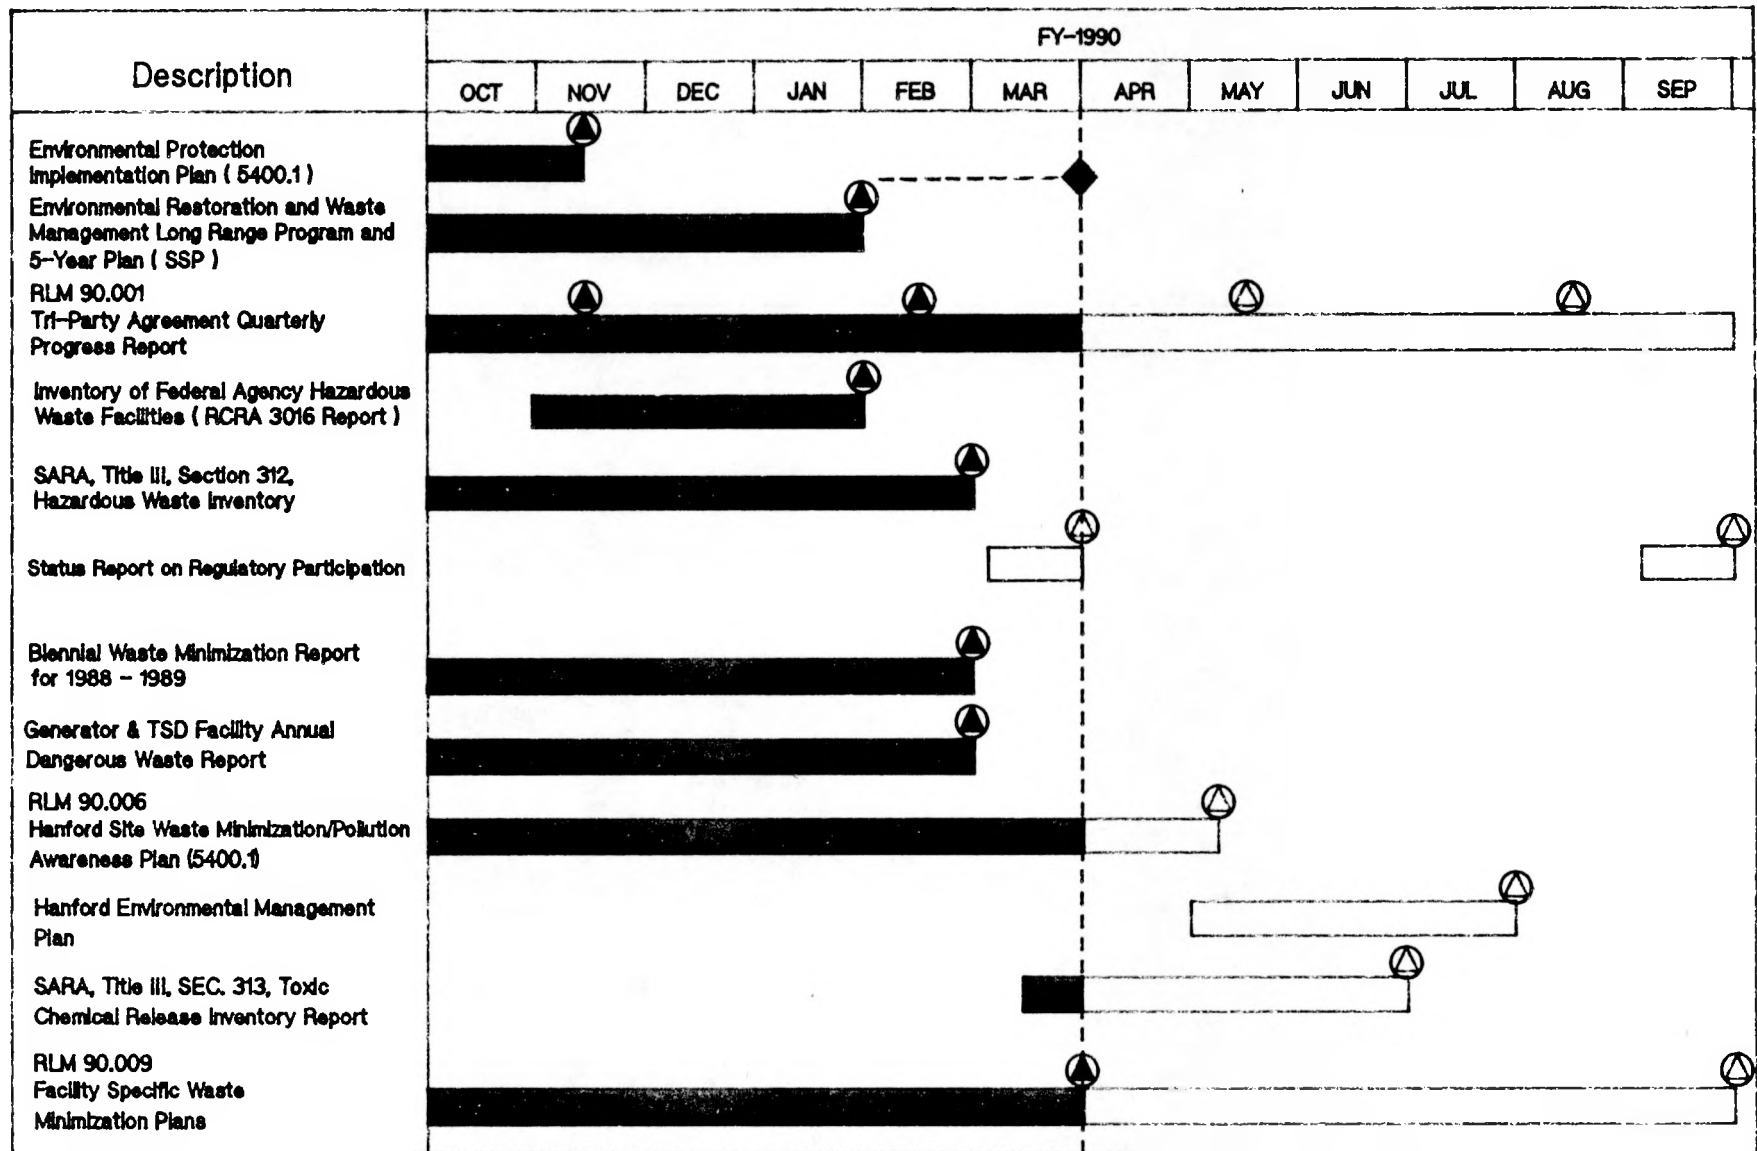 FY-1990
Description
OCT NOV DEC JAN FEB MAR APR MAY JUN JUL AUG SEP
Environmental Protection
Implementation Plan ( 5400.1 )
Environmental Restoration and Waste
Management Long Range Program and
5-Year Plan ( SSP )
RLM 90.001
Tri-Party Agreement Quarterly
Progress Report
Inventory of Federal Agency Hazardous
Waste Facilities ( RCRA 3016 Report )
SARA, Title III, Section 312,
Hazardous Waste Inventory
Status Report on Regulatory Participation
Biennial Waste Minimization Report
for 1988 - 1989
Generator & TSD Facility Annual
Dangerous Waste Report
RLM 90.006
Hanford Site Waste Minimization/Pollution
Awareness Plan (5400.1)
Hanford Environmental Management
Plan
SARA, Title III, SEC. 313, Toxic
Chemical Release Inventory Report
RLM 90.009
Facility Specific Waste
Minimization Plans